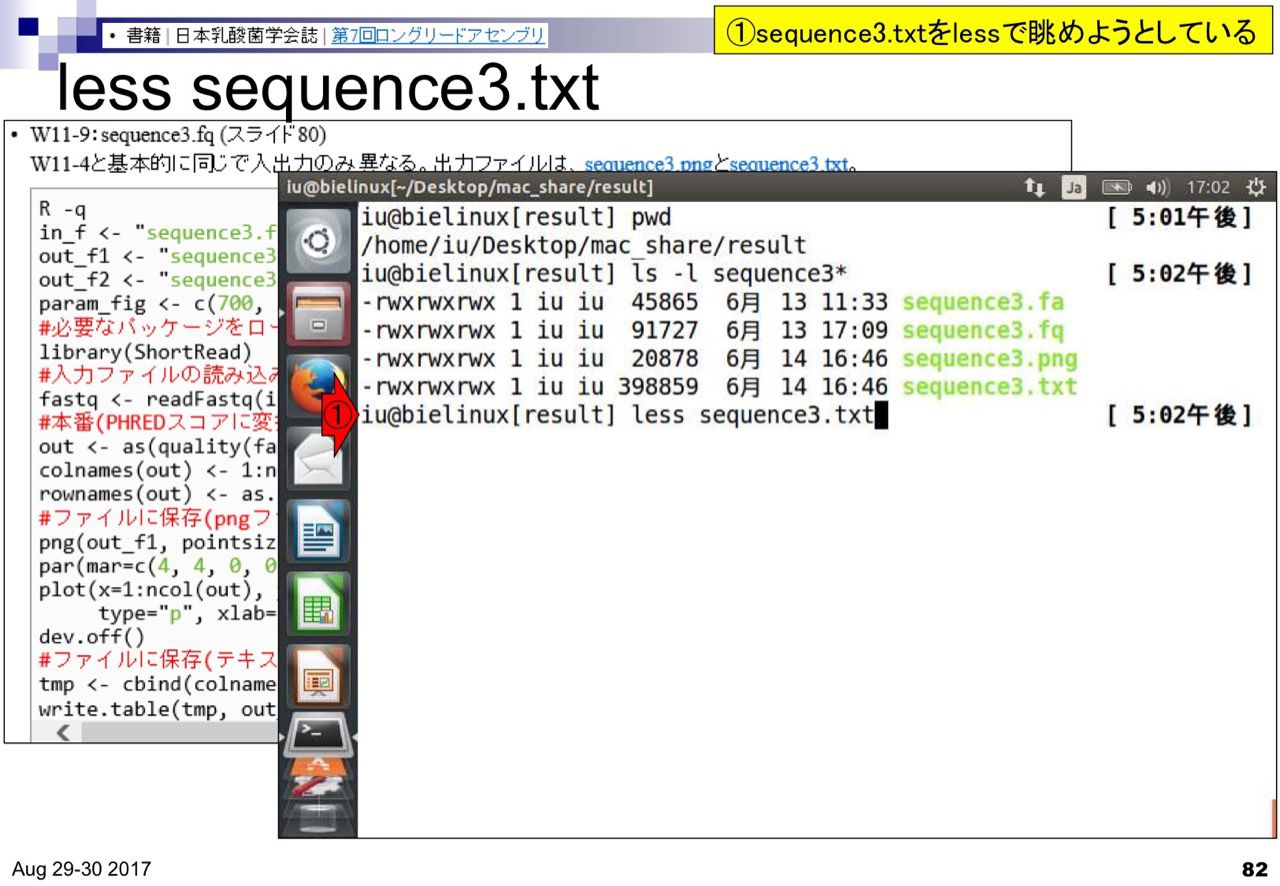 • 書籍 | 日本乳酸菌学会誌 | 第7回ロングリードアセンブリ
①sequence3.txtをlessで眺めようとしている
less sequence3.txt
• W11-9：sequence3.fq (スライド80)
W11-4と基本的に同じで入出力のみ異なる。出力ファイルは、sequence3.pngとsequence3.txt。
R -q
in_f <- "sequence3.f
out_f1 <- "sequence3
out_f2 <- "sequence3
param_fig <- c(700,
#必要なパッケージをロー
library(ShortRead)
#入力ファイルの読み込み
fastq <- readFastq(i
#本番(PHREDスコアに変
out <- as(quality(fa
colnames(out) <- 1:n
rownames(out) <- as.
#ファイルに保存(pngフ
png(out_f1, pointsiz
par(mar=c(4, 4, 0, 0
plot(x=1:ncol(out),
type="p", xlab=
dev.off()
#ファイルに保存(テキス
tmp <- cbind(colname
write.table(tmp, out
iu@bielinux[~/Desktop/mac_share/result]
Ja
17:02
iu@bielinux[result] pwd [ 5:01午後]
/home/iu/Desktop/mac_share/result
iu@bielinux[result] ls -l sequence3* [ 5:02午後]
-rwxrwxrwx 1 iu iu 45865 6月 13 11:33 sequence3.fa
-rwxrwxrwx 1 iu iu 91727 6月 13 17:09 sequence3.fq
-rwxrwxrwx 1 iu iu 20878 6月 14 16:46 sequence3.png
-rwxrwxrwx 1 iu iu 398859 6月 14 16:46 sequence3.txt
① iu@bielinux[result] less sequence3.txt [ 5:02午後]
Aug 29-30 2017
82